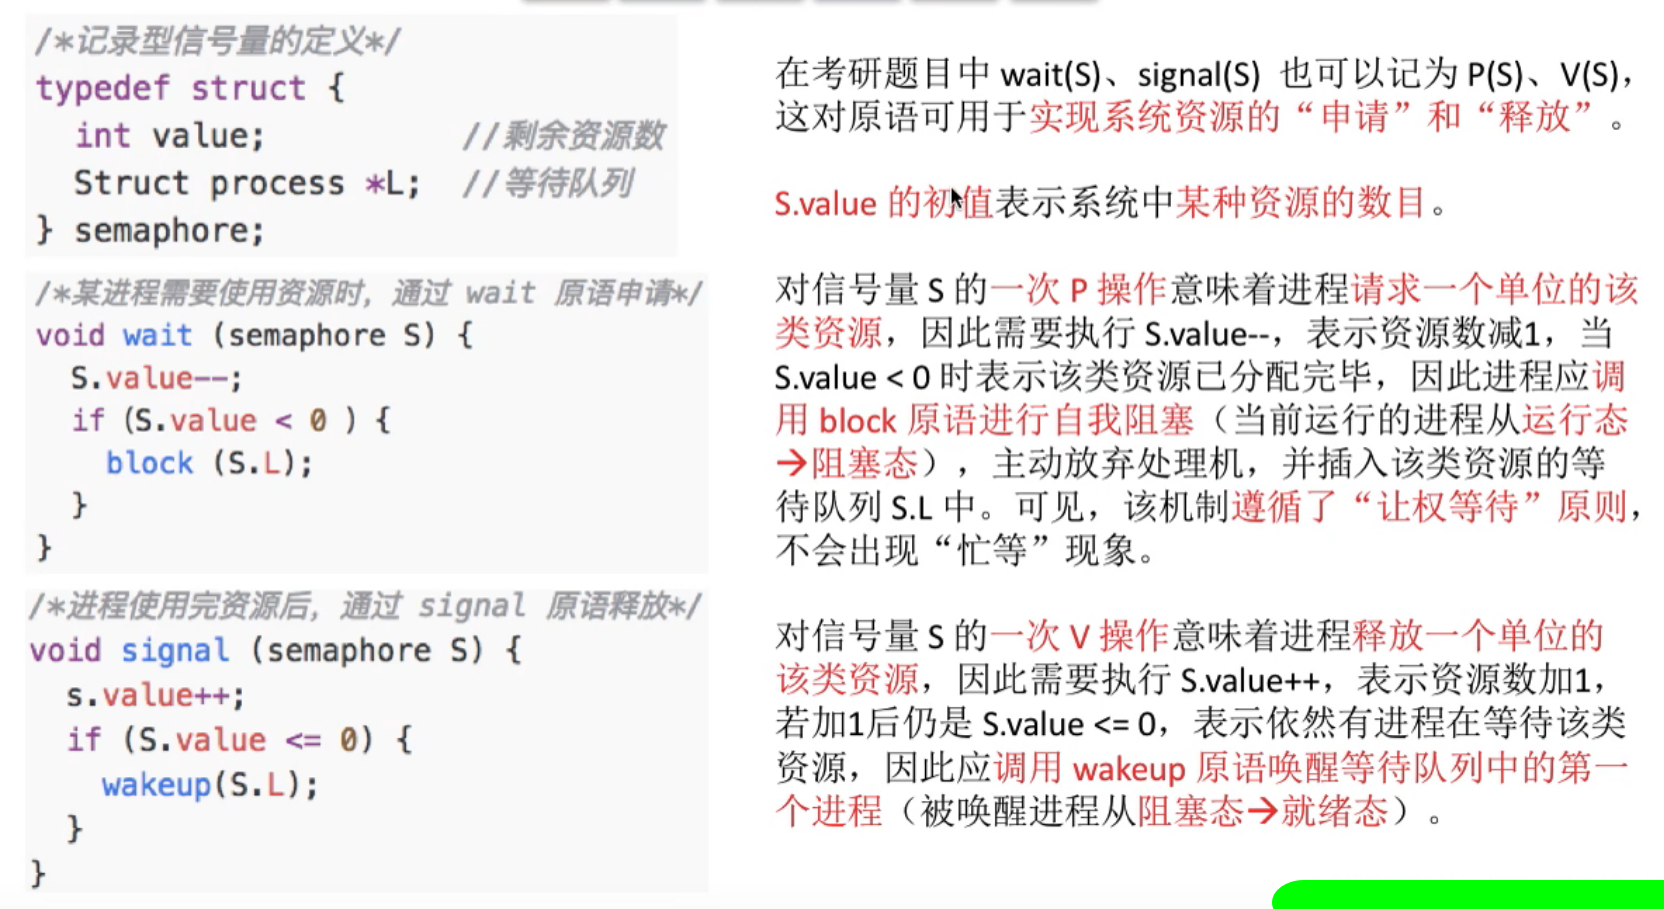 /*记录型信号量的定义*/
typedef struct {
int value; //剩余资源数
Struct process *L; //等待队列
} semaphore;
/*某进程需要使用资源时，通过 wait 原语申请*/
void wait (semaphore S) {
S.value--;
if (S.value < 0 ) {
block (S.L);
}
}
/*进程使用完资源后，通过 signal 原语释放*/
void signal (semaphore S) {
s.value++;
if (S.value <= 0) {
wakeup(S.L);
}
}
在考研题目中 wait(S)、signal(S) 也可以记为 P(S)、V(S)，
这对原语可用于实现系统资源的“申请”和“释放”。
S.value 的初值表示系统中某种资源的数目。
对信号量 S 的一次 P 操作意味着进程请求一个单位的该
类资源，因此需要执行 S.value--，表示资源数减1，当
S.value < 0 时表示该类资源已分配完毕，因此进程应调
用 block 原语进行自我阻塞（当前运行的进程从运行态
→阻塞态），主动放弃处理机，并插入该类资源的等
待队列 S.L 中。可见，该机制遵循了“让权等待”原则，
不会出现“忙等”现象。
对信号量 S 的一次 V 操作意味着进程释放一个单位的
该类资源，因此需要执行 S.value++，表示资源数加1，
若加1后仍是 S.value <= 0，表示依然有进程在等待该类
资源，因此应调用 wakeup 原语唤醒等待队列中的第一
个进程（被唤醒进程从阻塞态→就绪态）。